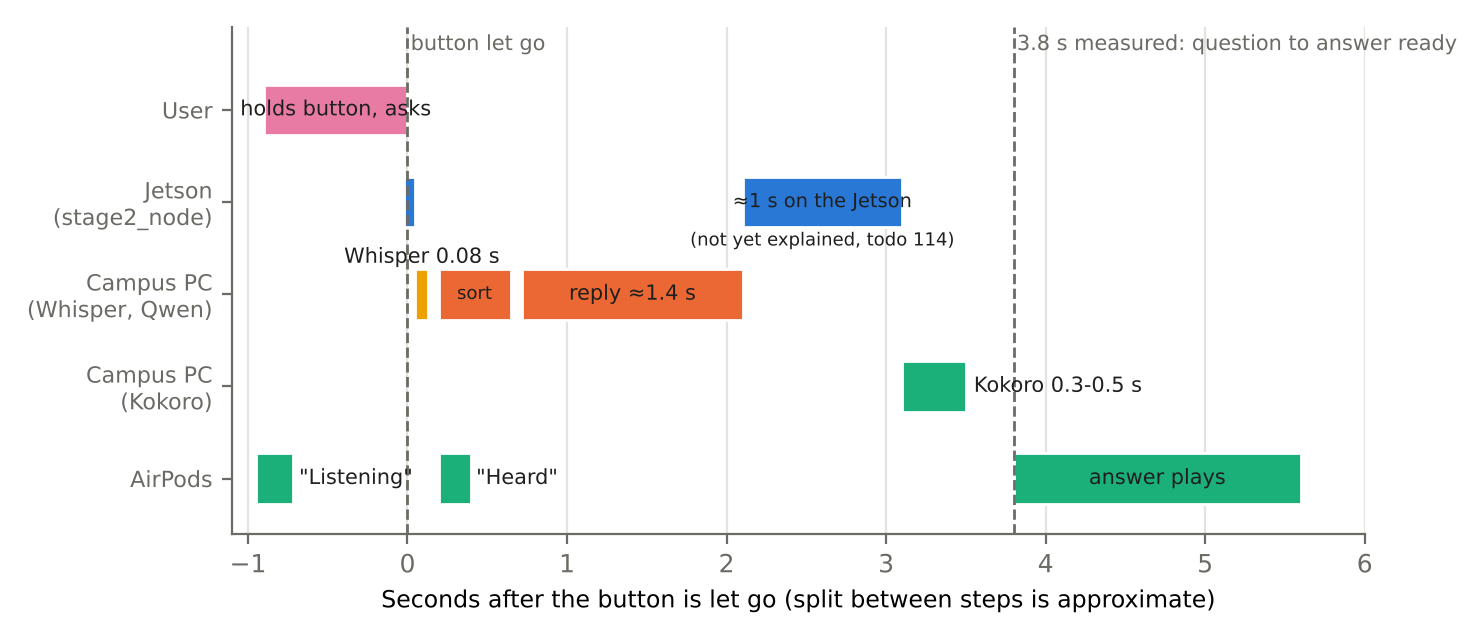 button let go
3.8 s measured: question to answer ready
User
holds button, asks
Jetson
(stage2_node)
≈1 s on the Jetson
(not yet explained, todo 114)
Whisper 0.08 s
Campus PC
(Whisper, Qwen)
sort
reply ≈1.4 s
Campus PC
(Kokoro)
Kokoro 0.3-0.5 s
AirPods
"Listening"
"Heard"
answer plays
−1 0 1 2 3 4 5 6
Seconds after the button is let go (split between steps is approximate)